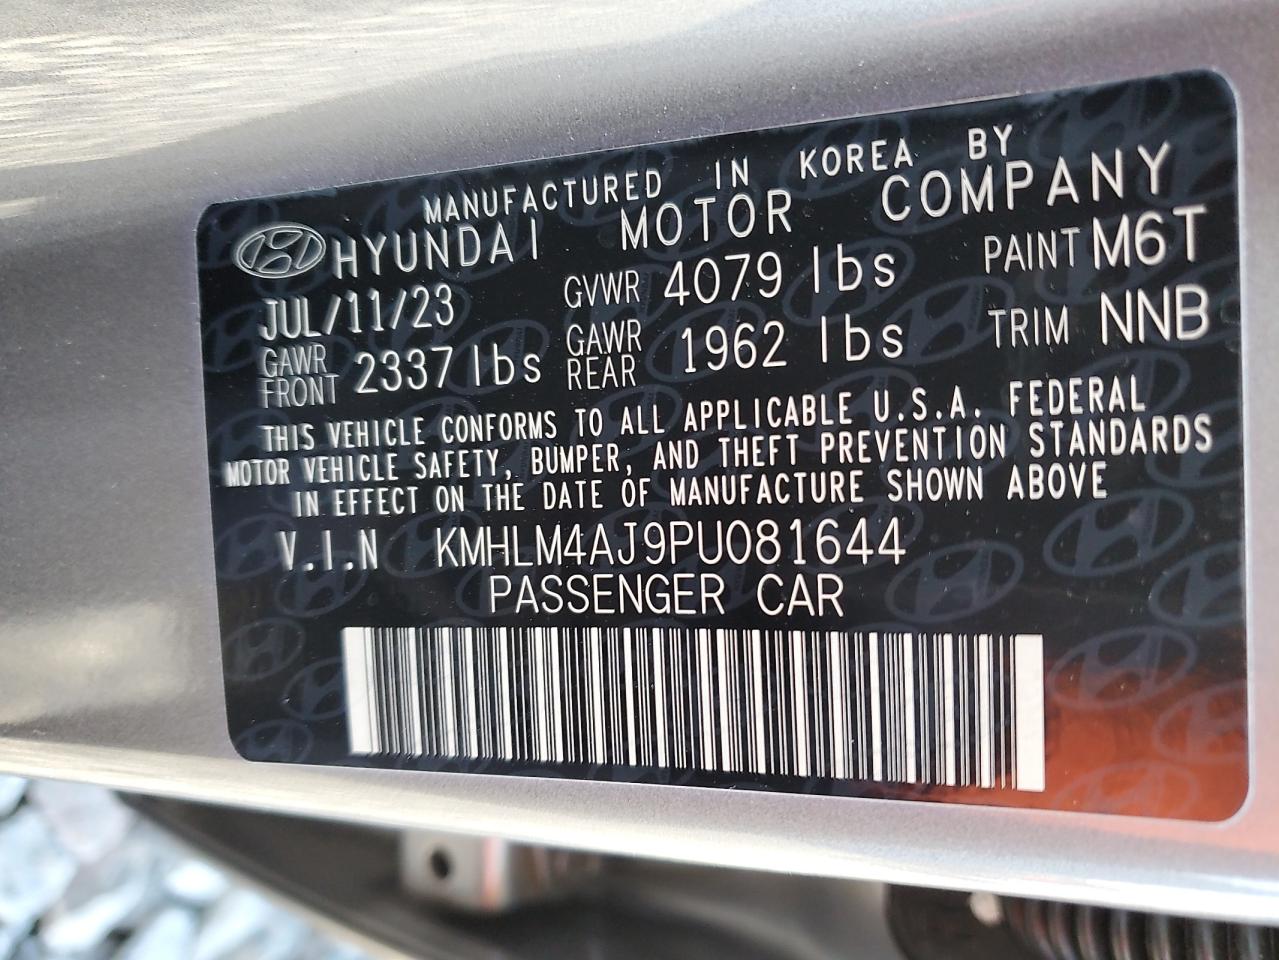 MANUFACTURED IN KOREA BY
HYUNDAI MOTOR COMPANY
JUL/11/23 GVWR 4079 lbs PAINT M6T
GAWR FRONT 2337 lbs GAWR REAR 1962 lbs TRIM NNB
THIS VEHICLE CONFORMS TO ALL APPLICABLE U.S.A. FEDERAL
MOTOR VEHICLE SAFETY, BUMPER, AND THEFT PREVENTION STANDARDS
IN EFFECT ON THE DATE OF MANUFACTURE SHOWN ABOVE
V.I.N KMHLM4AJ9PU081644
PASSENGER CAR